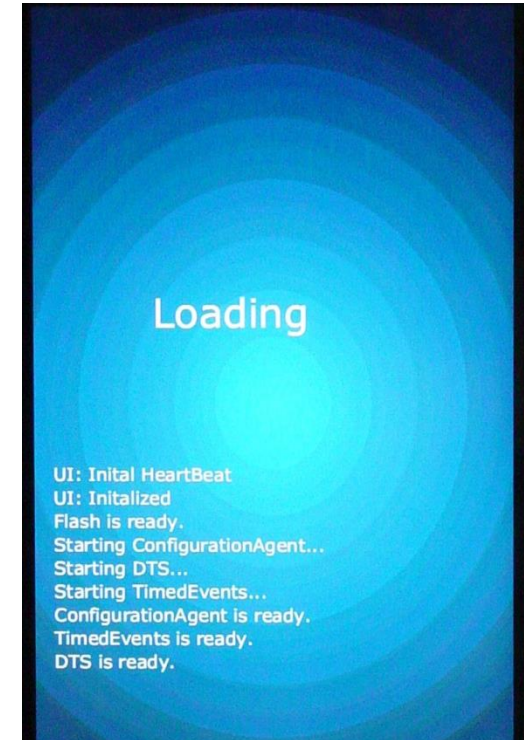 Loading
UI: Inital HeartBeat
UI: Initalized
Flash is ready.
Starting ConfigurationAgent...
Starting DTS...
Starting TimedEvents...
ConfigurationAgent is ready.
TimedEvents is ready.
DTS is ready.